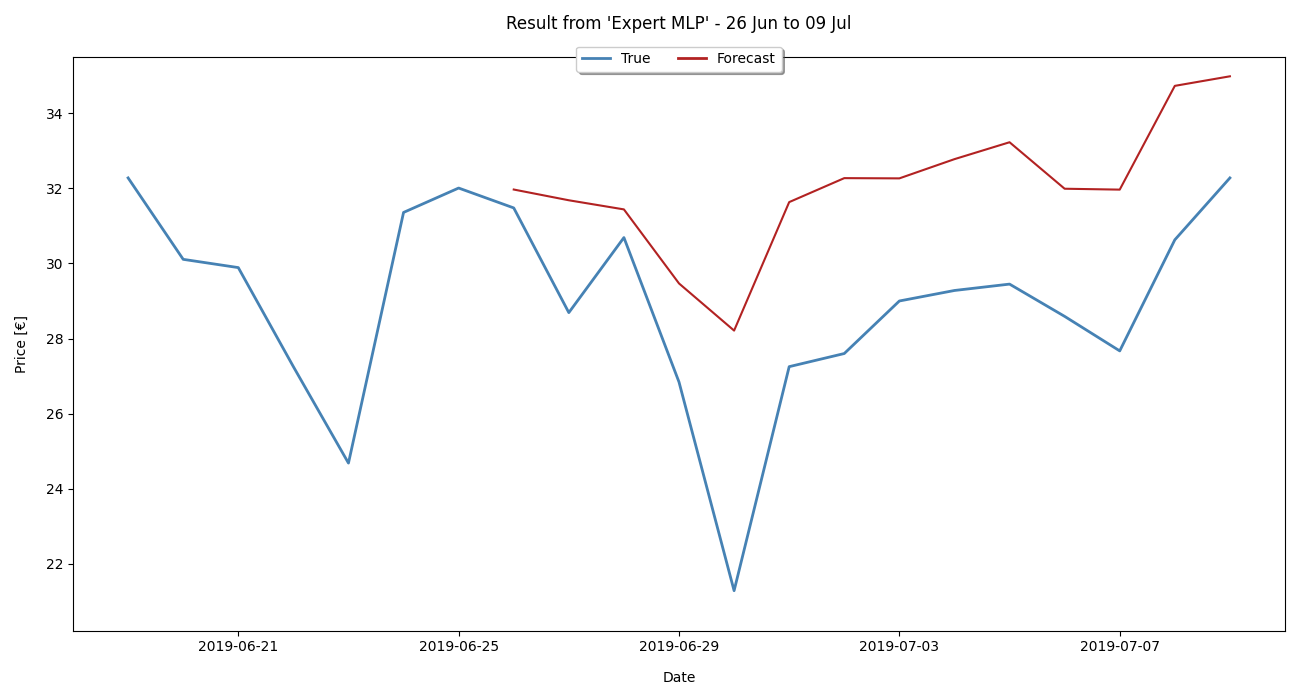 Result from 'Expert MLP' - 26 Jun to 09 Jul
True Forecast
Price [€]
34
32
30
28
26
24
22
2019-06-21 2019-06-25 2019-06-29 2019-07-03 2019-07-07
Date